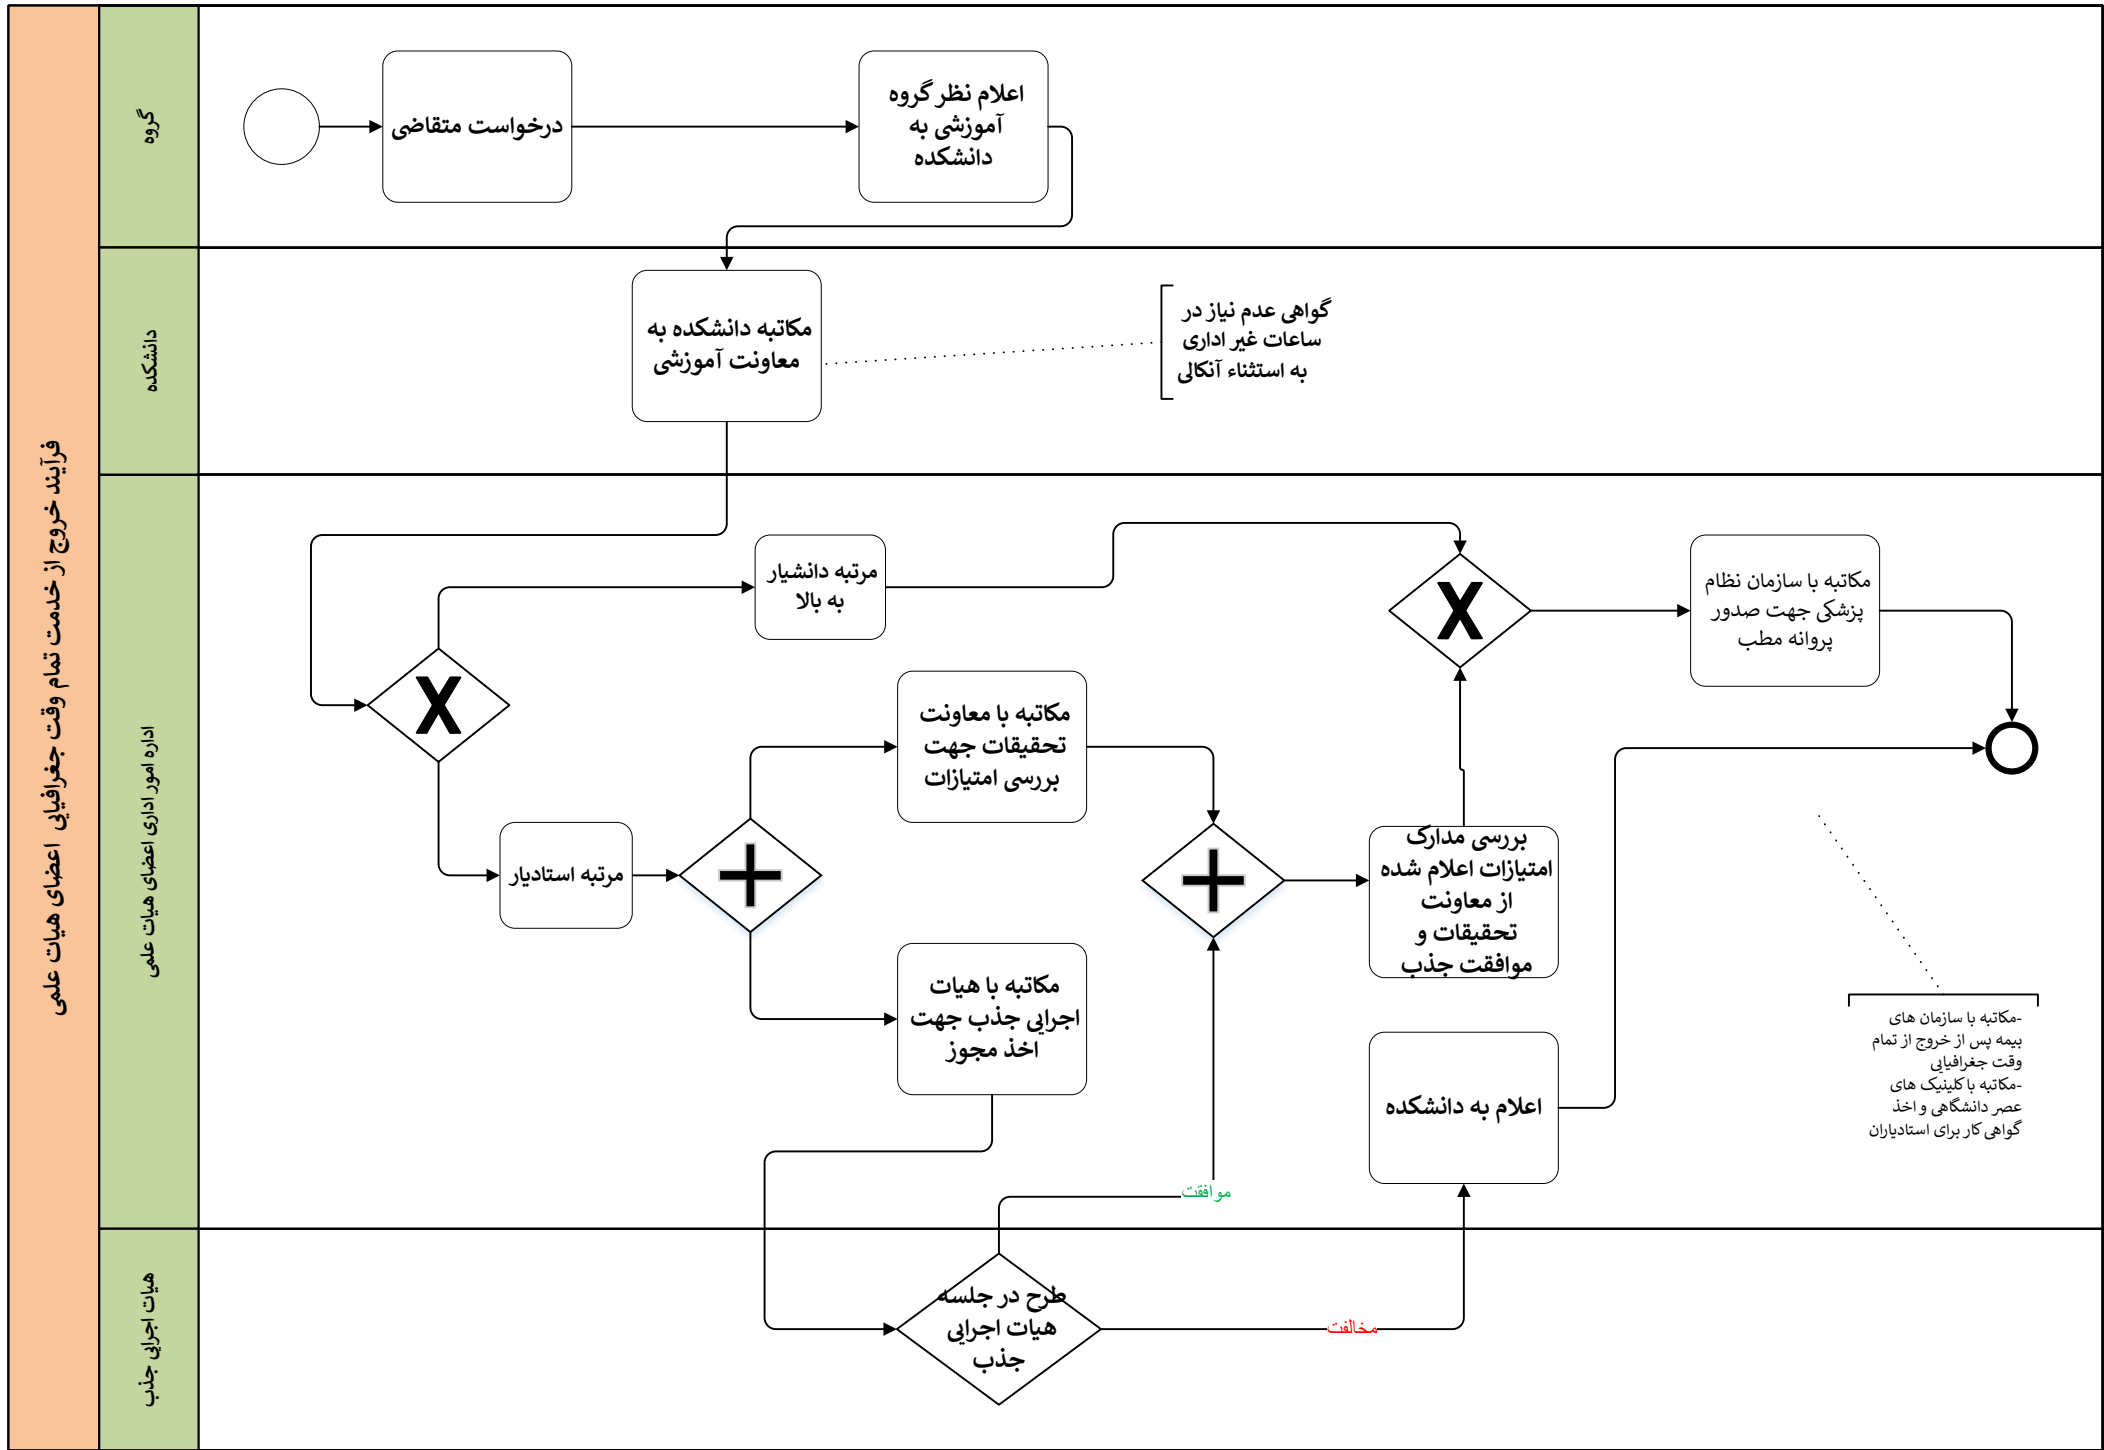 فرآیند خروج از خدمت تمام وقت جغرافیایی اعضای هیات علمی
گروه
درخواست متقاضی
اعلام نظر گروه
آموزشی به
دانشکده
دانشکده
مکاتبه دانشکده به
معاونت آموزشی
گواهی عدم نیاز در
ساعات غیر اداری
به استثناء آنکالی
اداره امور اداری اعضای هیات علمی
مرتبه دانشیار
به بالا
X
X
مکاتبه با سازمان نظام
پزشکی جهت صدور
پروانه مطب
مکاتبه با معاونت
تحقیقات جهت
بررسی امتیازات
مرتبه استادیار
بررسی مدارک
امتیازات اعلام شده
از معاونت
تحقیقات و
موافقت جذب
مکاتبه با هیات
اجرایی جذب جهت
اخذ مجوز
اعلام به دانشکده
-مکاتبه با سازمان های
بیمه پس از خروج از تمام
وقت جغرافیایی
-مکاتبه با کلینیک های
عصر دانشگاهی و اخذ
گواهی کار برای استادیاران
موافقت
هیات اجرایی جذب
طرح در جلسه
هیات اجرایی
جذب
مخالفت